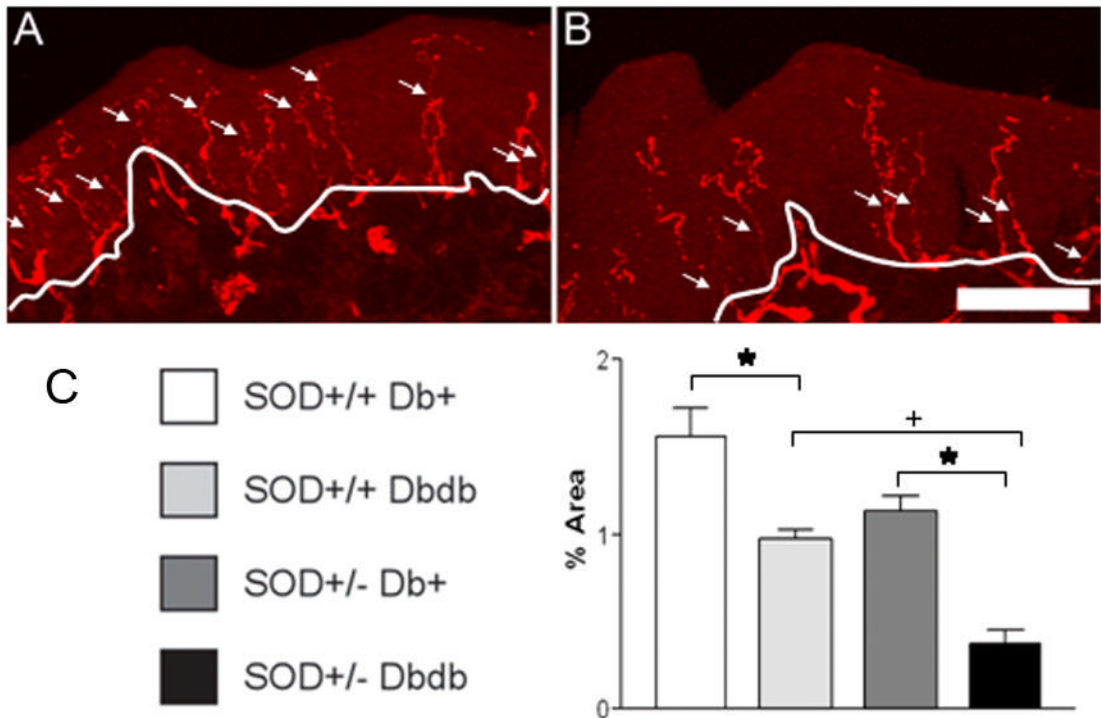 A
B
C
SOD+/+ Db+
SOD+/+ Dbdb
SOD+/- Db+
SOD+/- Dbdb
% Area
2
1
0
*
+
*